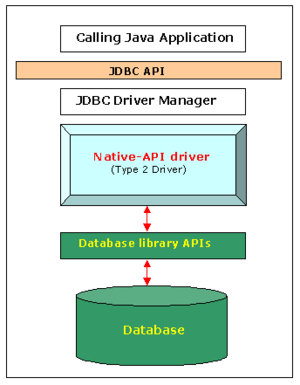 Calling Java Application
JDBC API
JDBC Driver Manager
Native-API driver
(Type 2 Driver)
Database library APIs
Database